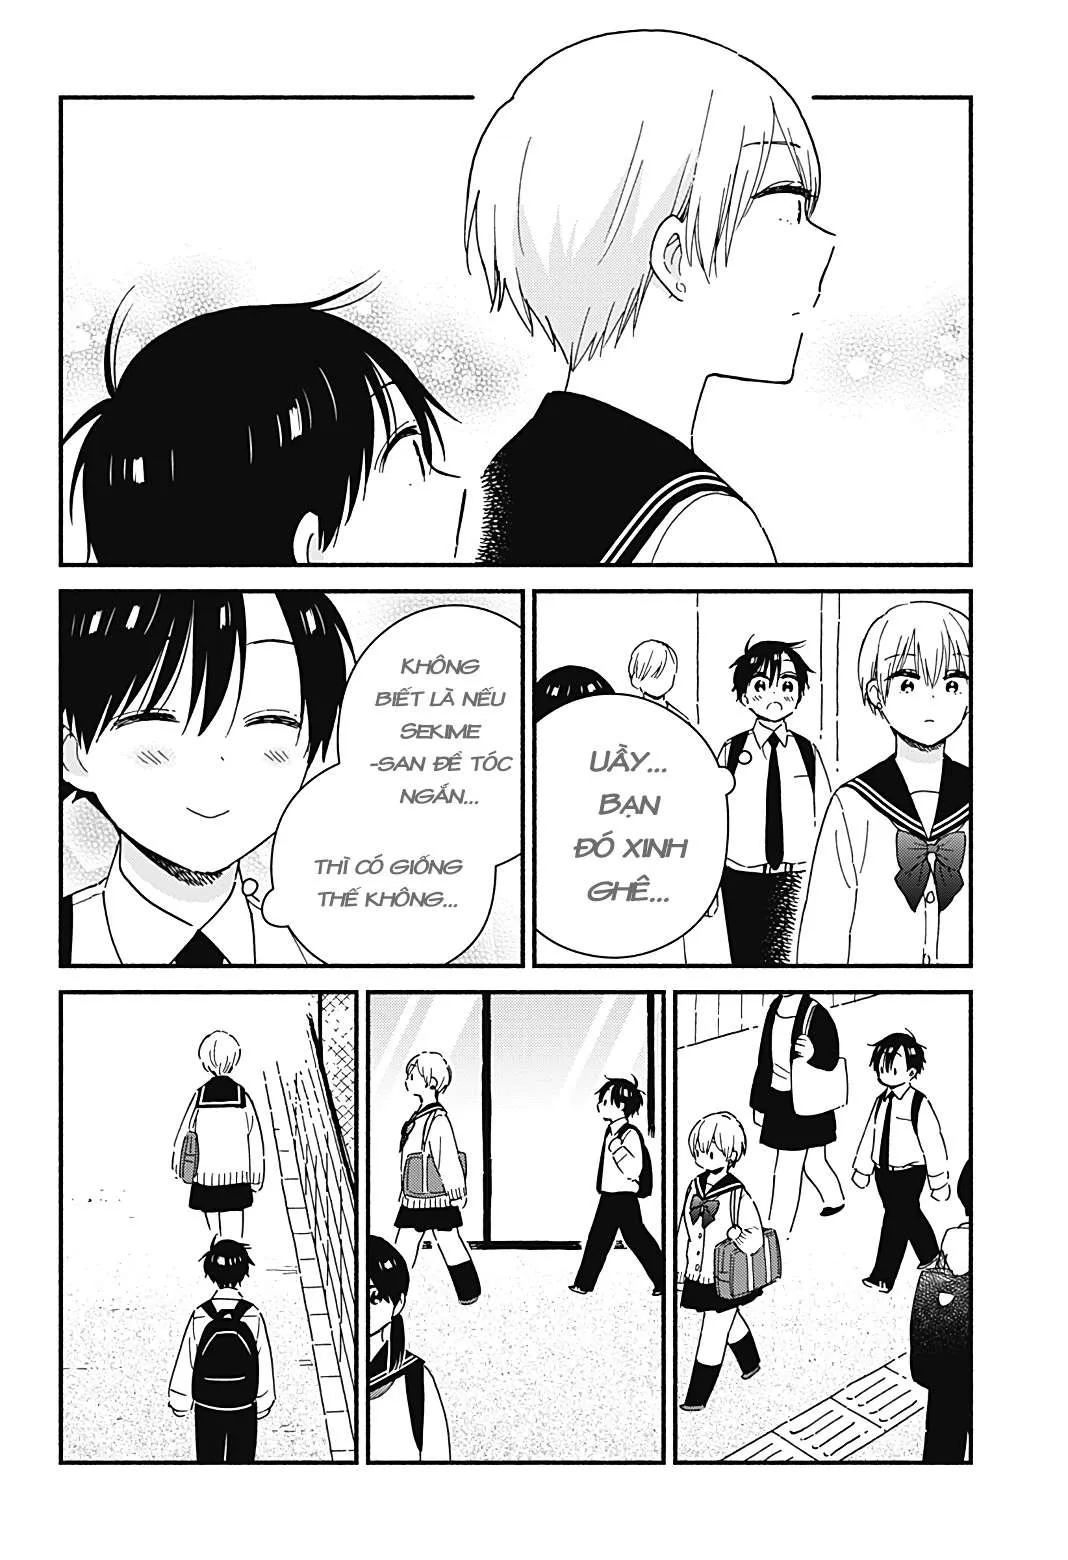 UẦY...
BẠN
ĐÓ XINH
GHÊ...
KHÔNG
BIẾT LÀ NẾU
SEKIME
-SAN ĐỂ TÓC
NGẮN...
THÌ CÓ GIỐNG
THẾ KHÔNG...